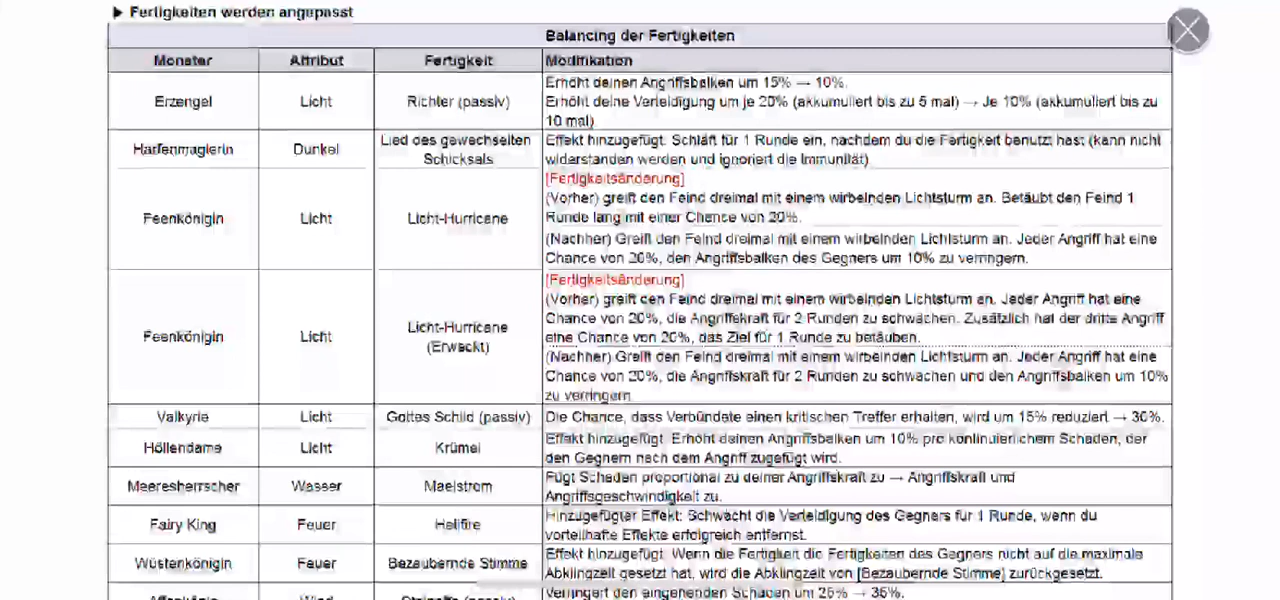 ▶ Fertigkeiten werden angepasst
Balancing der Fertigkeiten
Monster Attribut Fertigkeit Modifikation
Erzengel Licht Richter (passiv) Erhöht deinen Angriffsbalken um 15% → 10%.
Erhöht deine Verteidigung um je 20% (akkumuliert bis zu 5 mal) → Je 10% (akkumuliert bis zu
10 mal)
Harfenmagierin Dunkel Lied des gewechselten
Schicksals
Effekt hinzugefügt: Schläft für 1 Runde ein, nachdem du die Fertigkeit benutzt hast (kann nicht
widerstanden werden und ignoriert die Immunität)
Feenkönigin Licht Licht-Hurricane
[Fertigkeitsänderung]
(Vorher) greift den Feind dreimal mit einem wirbelnden Lichtsturm an. Betäubt den Feind 1
Runde lang mit einer Chance von 20%.
(Nachher) Greift den Feind dreimal mit einem wirbelnden Lichtsturm an. Jeder Angriff hat eine
Chance von 20%, den Angriffsbalken des Gegners um 10% zu verringern.
Feenkönigin Licht Licht-Hurricane
(Erweckt)
[Fertigkeitsänderung]
(Vorher) greift den Feind dreimal mit einem wirbelnden Lichtsturm an. Jeder Angriff hat eine
Chance von 20%, die Angriffskraft für 2 Runden zu schwächen. Zusätzlich hat der dritte Angriff
eine Chance von 20%, das Ziel für 1 Runde zu betäuben.
(Nachher) Greift den Feind dreimal mit einem wirbelnden Lichtsturm an. Jeder Angriff hat eine
Chance von 20%, die Angriffskraft für 2 Runden zu schwächen und den Angriffsbalken um 10%
zu verringern
Valkyrie Licht Gottes Schild (passiv) Die Chance, dass Verbündete einen kritischen Treffer erhalten, wird um 15% reduziert → 30%.
Höllendame Licht Krümel
Effekt hinzugefügt: Erhöht deinen Angriffsbalken um 10% pro kontinuierlichem Schaden, der
den Gegnern nach dem Angriff zugefügt wird.
Meeresherrscher Wasser Maelstrom
Fügt Schaden proportional zu deiner Angriffskraft zu → Angriffskraft und
Angriffsgeschwindigkeit zu.
Fairy King Feuer Hellfire
Hinzugefügter Effekt: Schwächt die Verteidigung des Gegners für 1 Runde, wenn du
vorteilhafte Effekte erfolgreich entfernst.
Wüstenkönigin Feuer Bezaubernde Stimme
Effekt hinzugefügt: Wenn die Fertigkeit die Fertigkeiten des Gegners nicht auf die maximale
Abklingzeit gesetzt hat, wird die Abklingzeit von [Bezaubernde Stimme] zurückgesetzt.
Verringert den eingehenden Schaden um 25% → 35%.